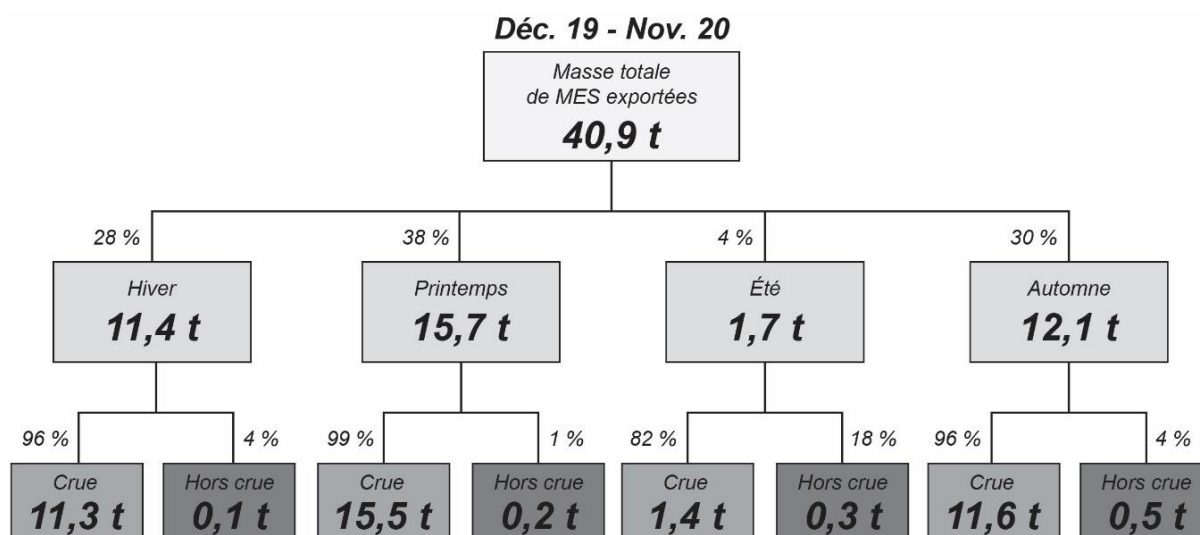 Déc. 19 - Nov. 20
Masse totale
de MES exportées
40,9 t
28 %
38 %
4 %
30 %
Hiver
11,4 t
Printemps
15,7 t
Été
1,7 t
Automne
12,1 t
96 %
4 %
99 %
1 %
82 %
18 %
96 %
4 %
Crue
11,3 t
Hors crue
0,1 t
Crue
15,5 t
Hors crue
0,2 t
Crue
1,4 t
Hors crue
0,3 t
Crue
11,6 t
Hors crue
0,5 t